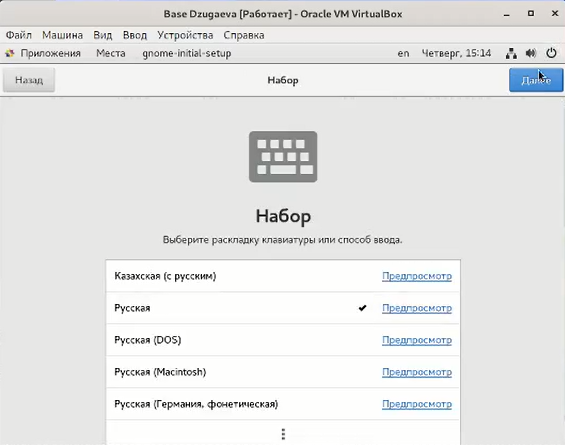 Base Dzugaeva [Работает] - Oracle VM VirtualBox
Файл Машина Вид Ввод Устройства Справка
Приложения Места gnome-initial-setup en Четверг, 15:14
Назад Набор Далее
Набор
Выберите раскладку клавиатуры или способ ввода.
Казахская (с русским) Предпросмотр
Русская Предпросмотр
Русская (DOS) Предпросмотр
Русская (Macintosh) Предпросмотр
Русская (Германия, фонетическая) Предпросмотр